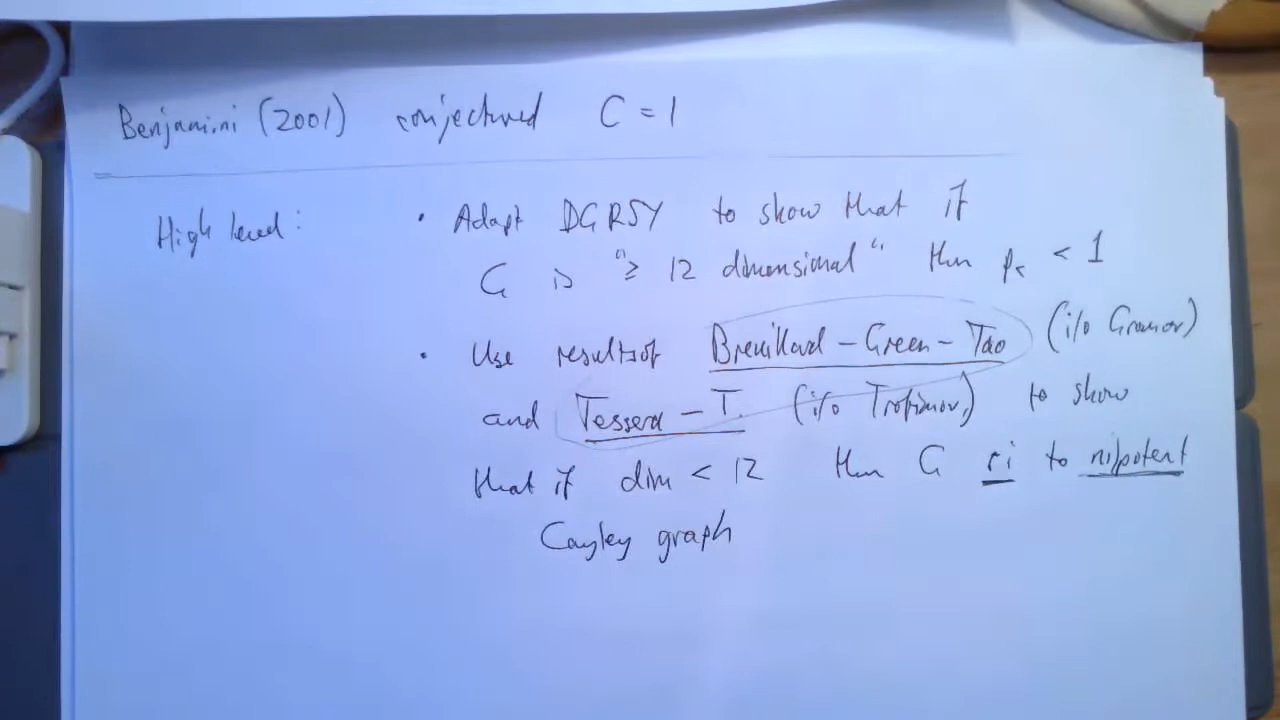 Benjamini (2001) conjectured C = 1
High level: • Adapt DGRSY to show that if
G is "≥ 12 dimensional" then pc < 1
• Use results of Breuillard – Green – Tao (i/o Gromov)
and Tessera – T. (i/o Trofimov) to show
that if dim < 12 then G ri to nilpotent
Cayley graph